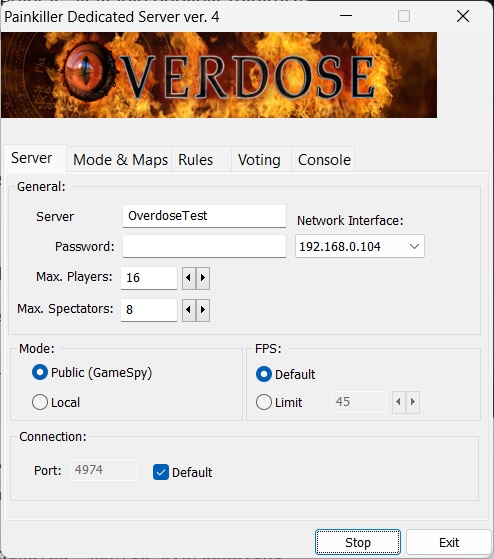 Painkiller Dedicated Server ver. 4
OVERDOSE
Server Mode & Maps Rules Voting Console
General:
Server OverdoseTest Network Interface:
Password: 192.168.0.104
Max. Players: 16
Max. Spectators: 8
Mode: FPS:
Public (GameSpy) Default
Local Limit 45
Connection:
Port: 4974 Default
Stop Exit